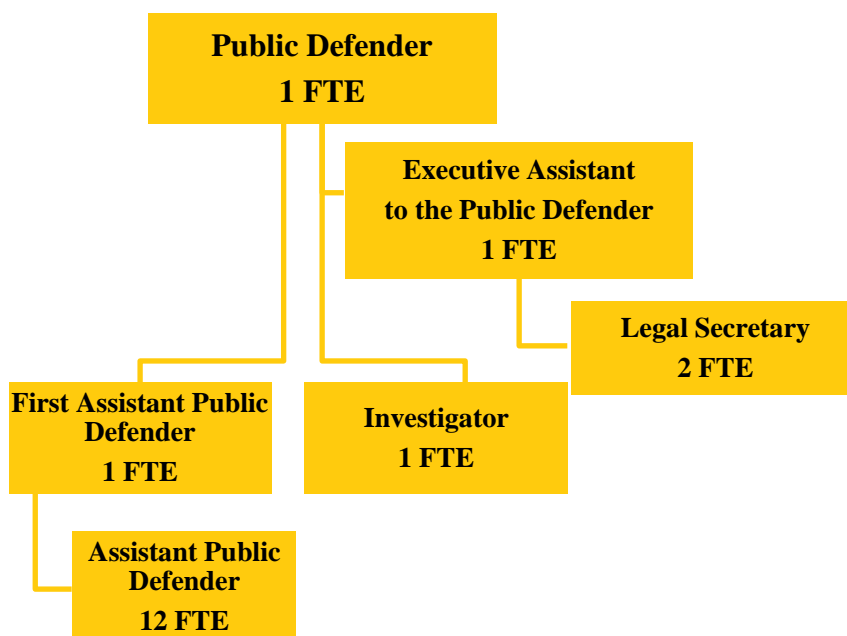 Public Defender
1 FTE
Executive Assistant
to the Public Defender
1 FTE
Legal Secretary
2 FTE
First Assistant Public
Defender
1 FTE
Investigator
1 FTE
Assistant Public
Defender
12 FTE